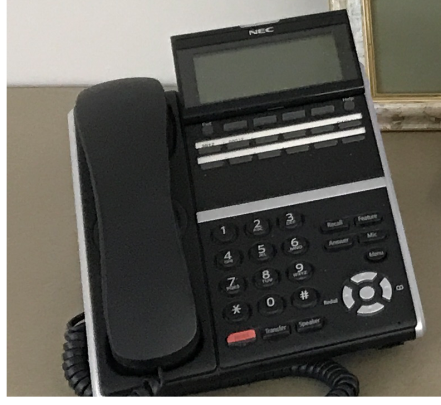 NEC
1 2 3
Recall Feature
4 5 6
Answer Mic
7 8 9
Menu
* 0 #
Redial
Transfer Speaker